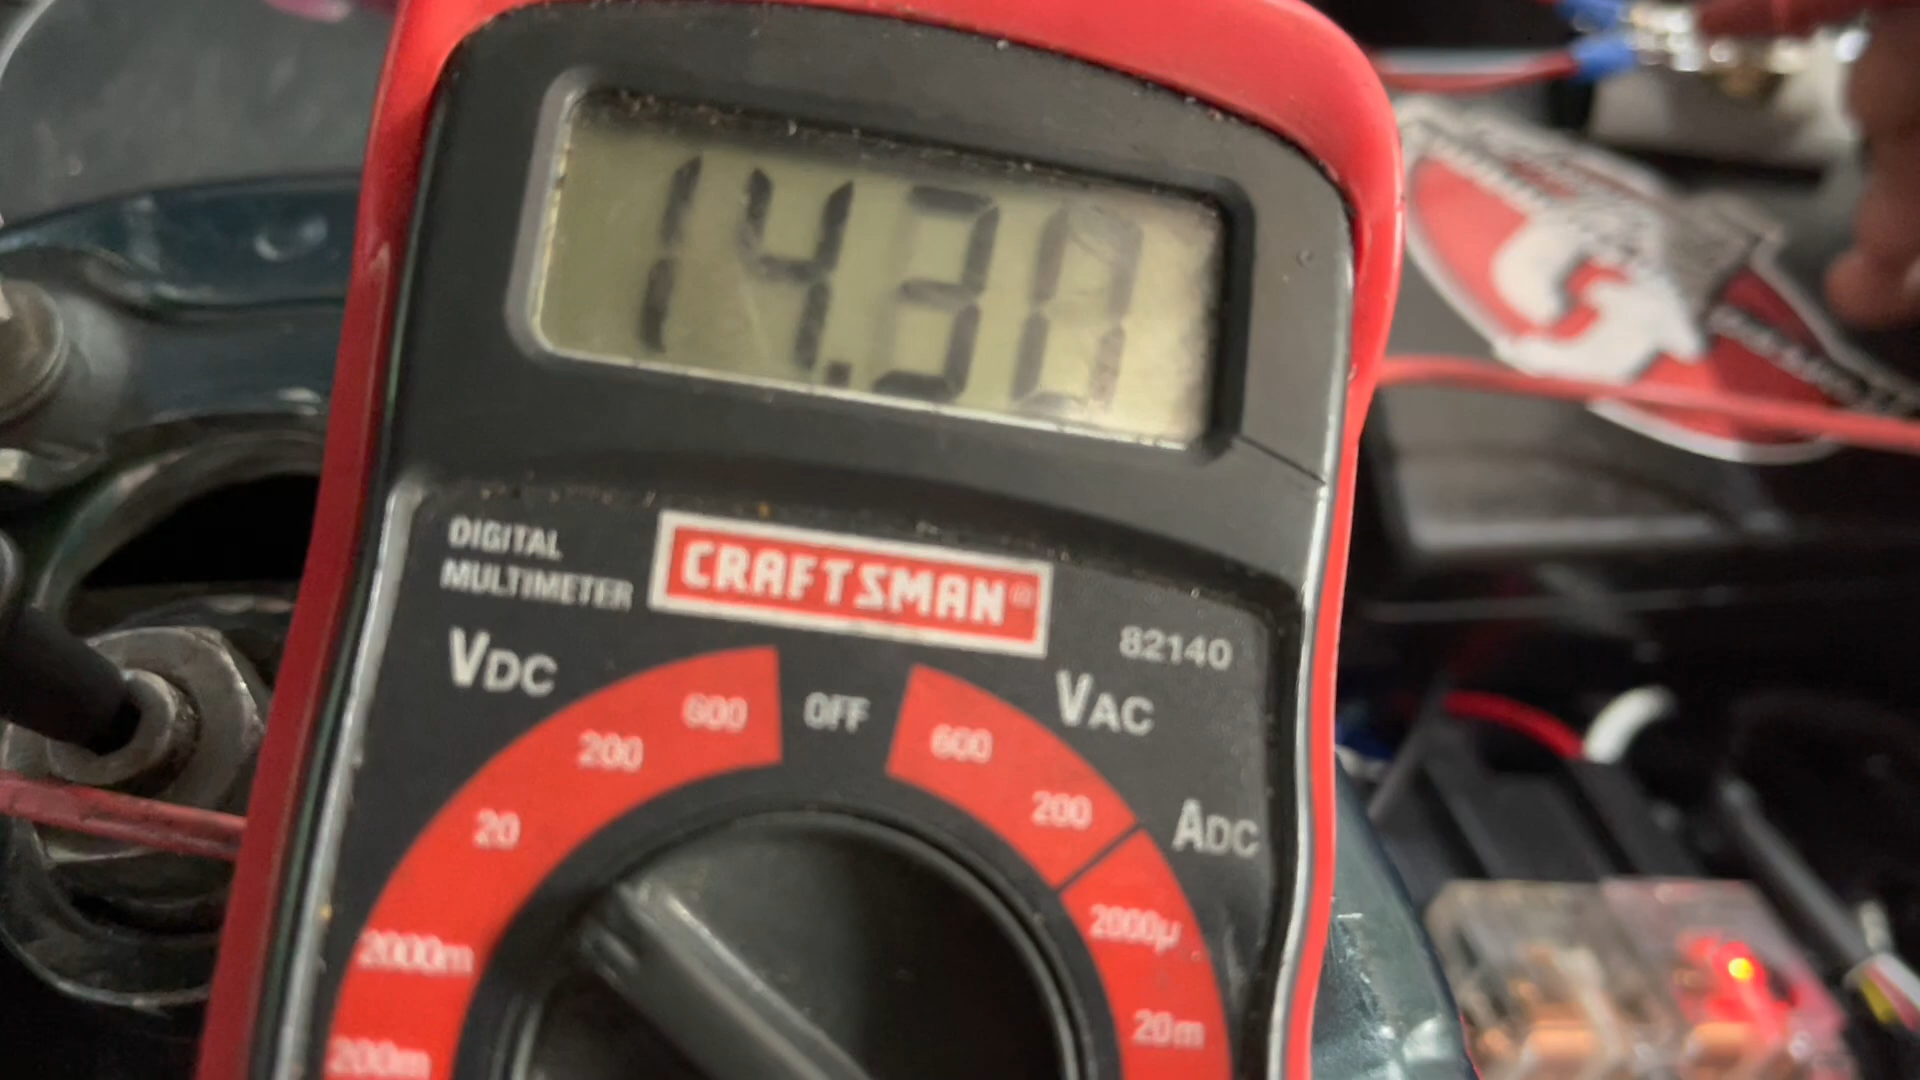 14.30
DIGITAL
MULTIMETER
CRAFTSMAN®
82140
VDC
OFF
VAC
600
200
20
2000m
200m
600
200
ADC
2000µ
20m